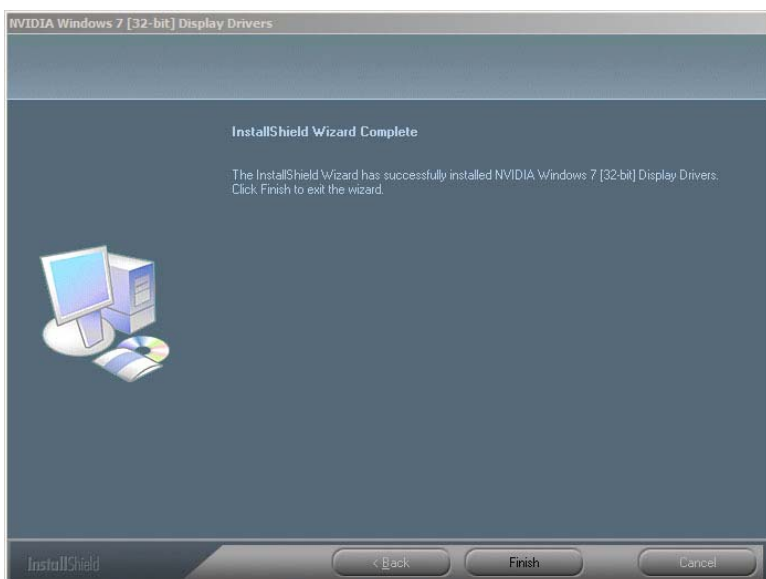 NVIDIA Windows 7 [32-bit] Display Drivers
InstallShield Wizard Complete
The InstallShield Wizard has successfully installed NVIDIA Windows 7 [32-bit] Display Drivers.
Click Finish to exit the wizard.
InstallShield
< Back
Finish
Cancel